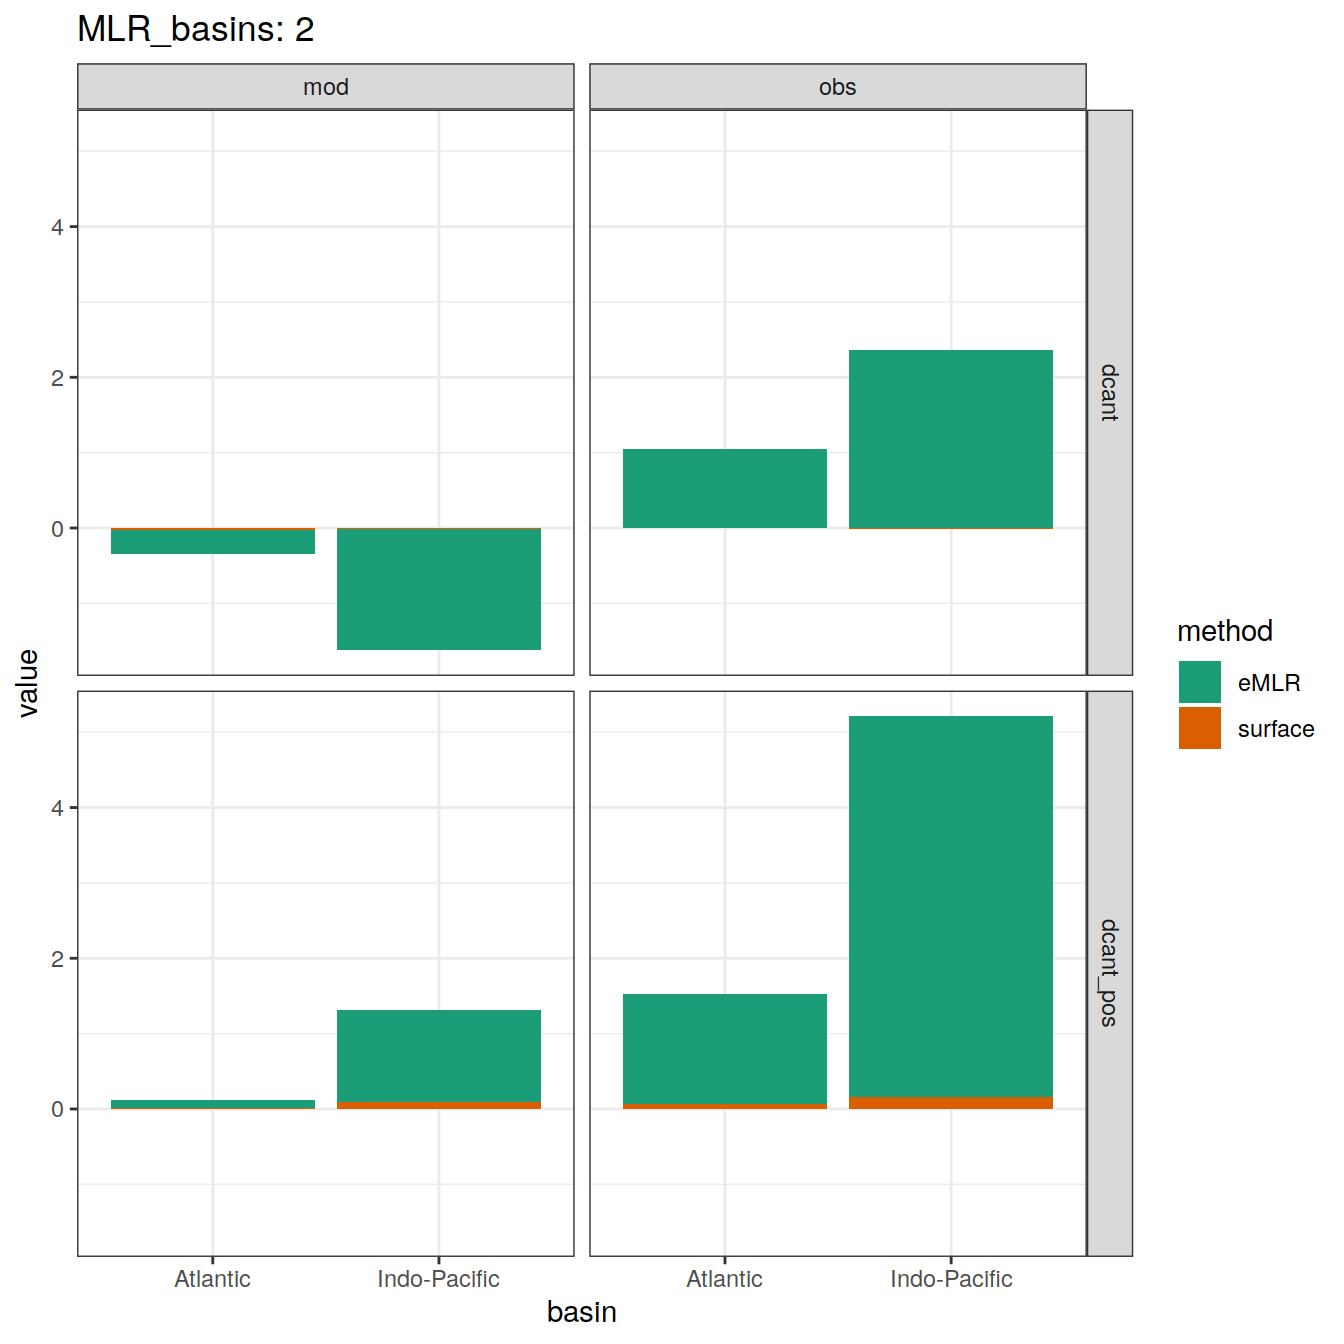 MLR_basins: 2
mod
obs
4
2
0
dcant
value
4
2
0
dcant_pos
method
eMLR
surface
Atlantic
Indo-Pacific
Atlantic
Indo-Pacific
basin